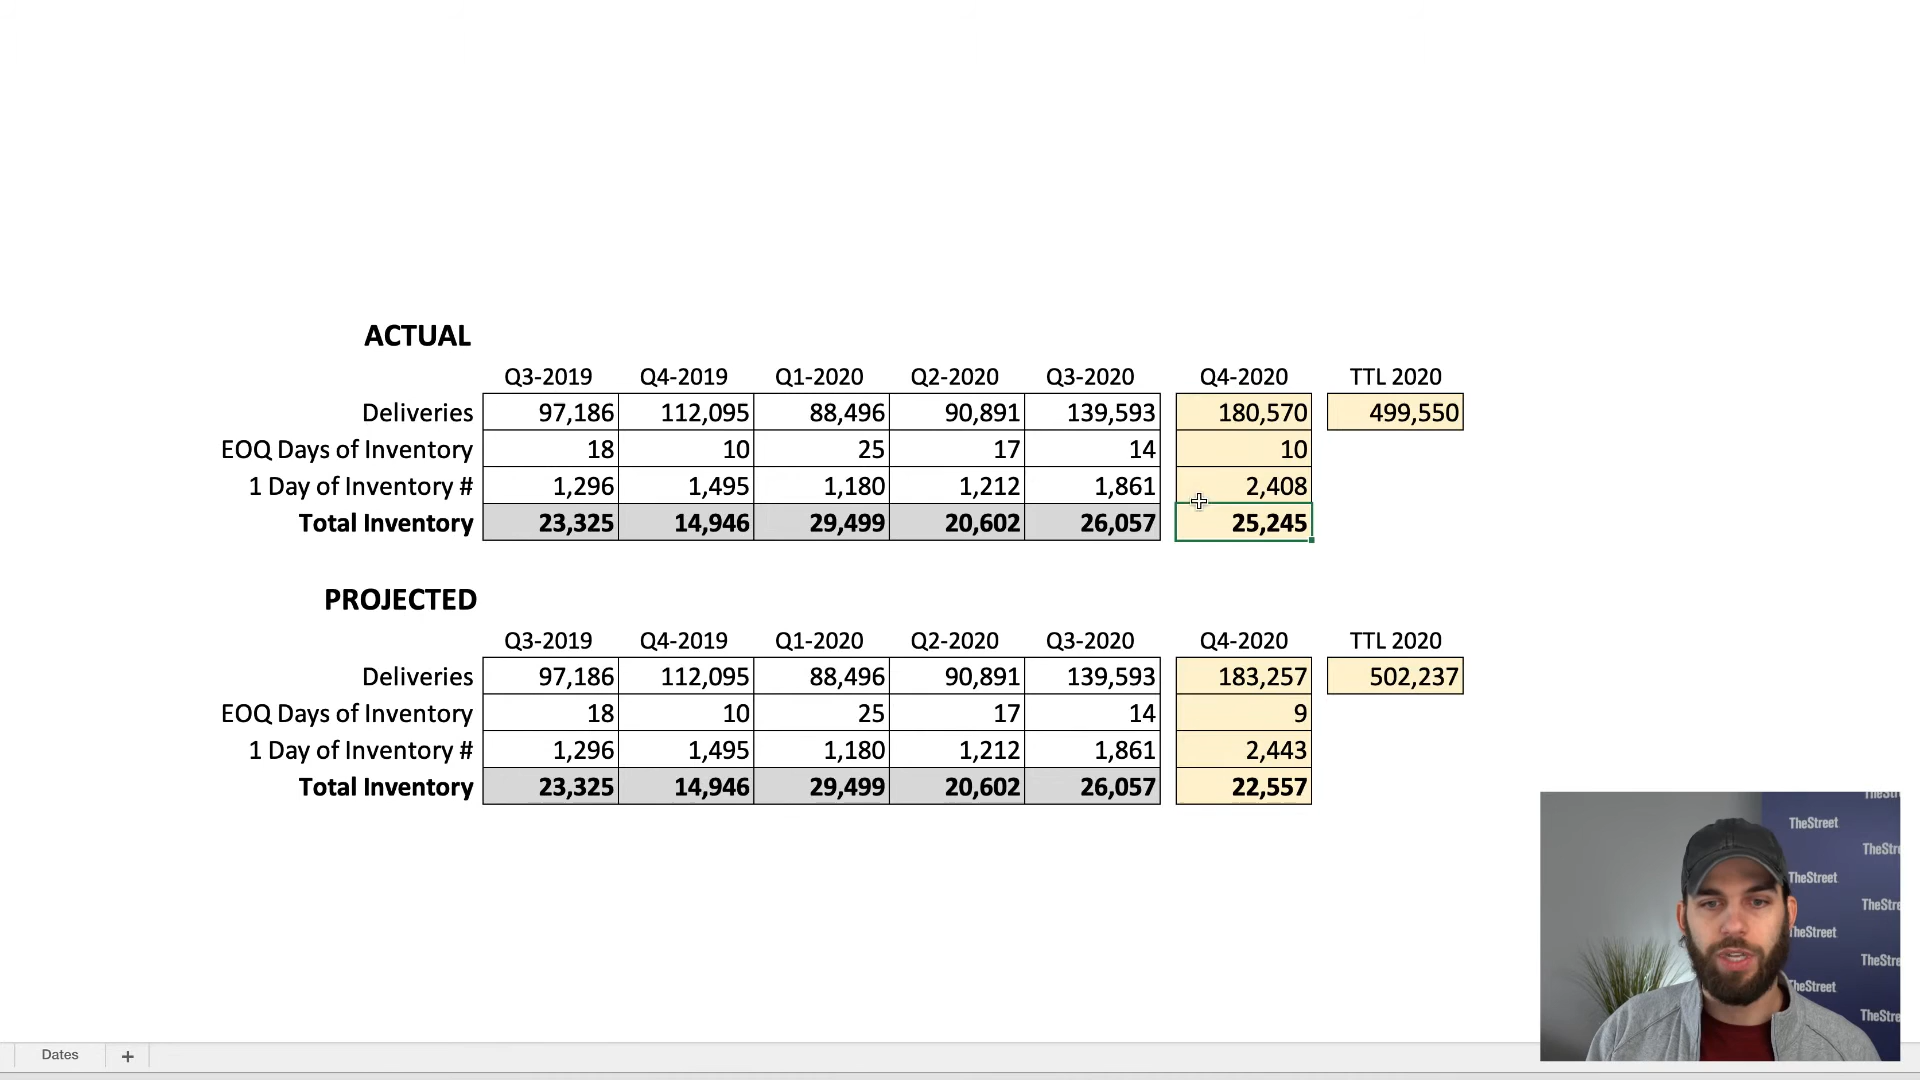 ACTUAL
Q3-2019 Q4-2019 Q1-2020 Q2-2020 Q3-2020 Q4-2020 TTL 2020
Deliveries 97,186 112,095 88,496 90,891 139,593 180,570 499,550
EOQ Days of Inventory 18 10 25 17 14 10
1 Day of Inventory # 1,296 1,495 1,180 1,212 1,861 2,408
Total Inventory 23,325 14,946 29,499 20,602 26,057 25,245
PROJECTED
Q3-2019 Q4-2019 Q1-2020 Q2-2020 Q3-2020 Q4-2020 TTL 2020
Deliveries 97,186 112,095 88,496 90,891 139,593 183,257 502,237
EOQ Days of Inventory 18 10 25 17 14 9
1 Day of Inventory # 1,296 1,495 1,180 1,212 1,861 2,443
Total Inventory 23,325 14,946 29,499 20,602 26,057 22,557
TheStreet
TheStre
TheStreet
TheStre
heStreet
TheStre
heStreet
TheStre
Dates +